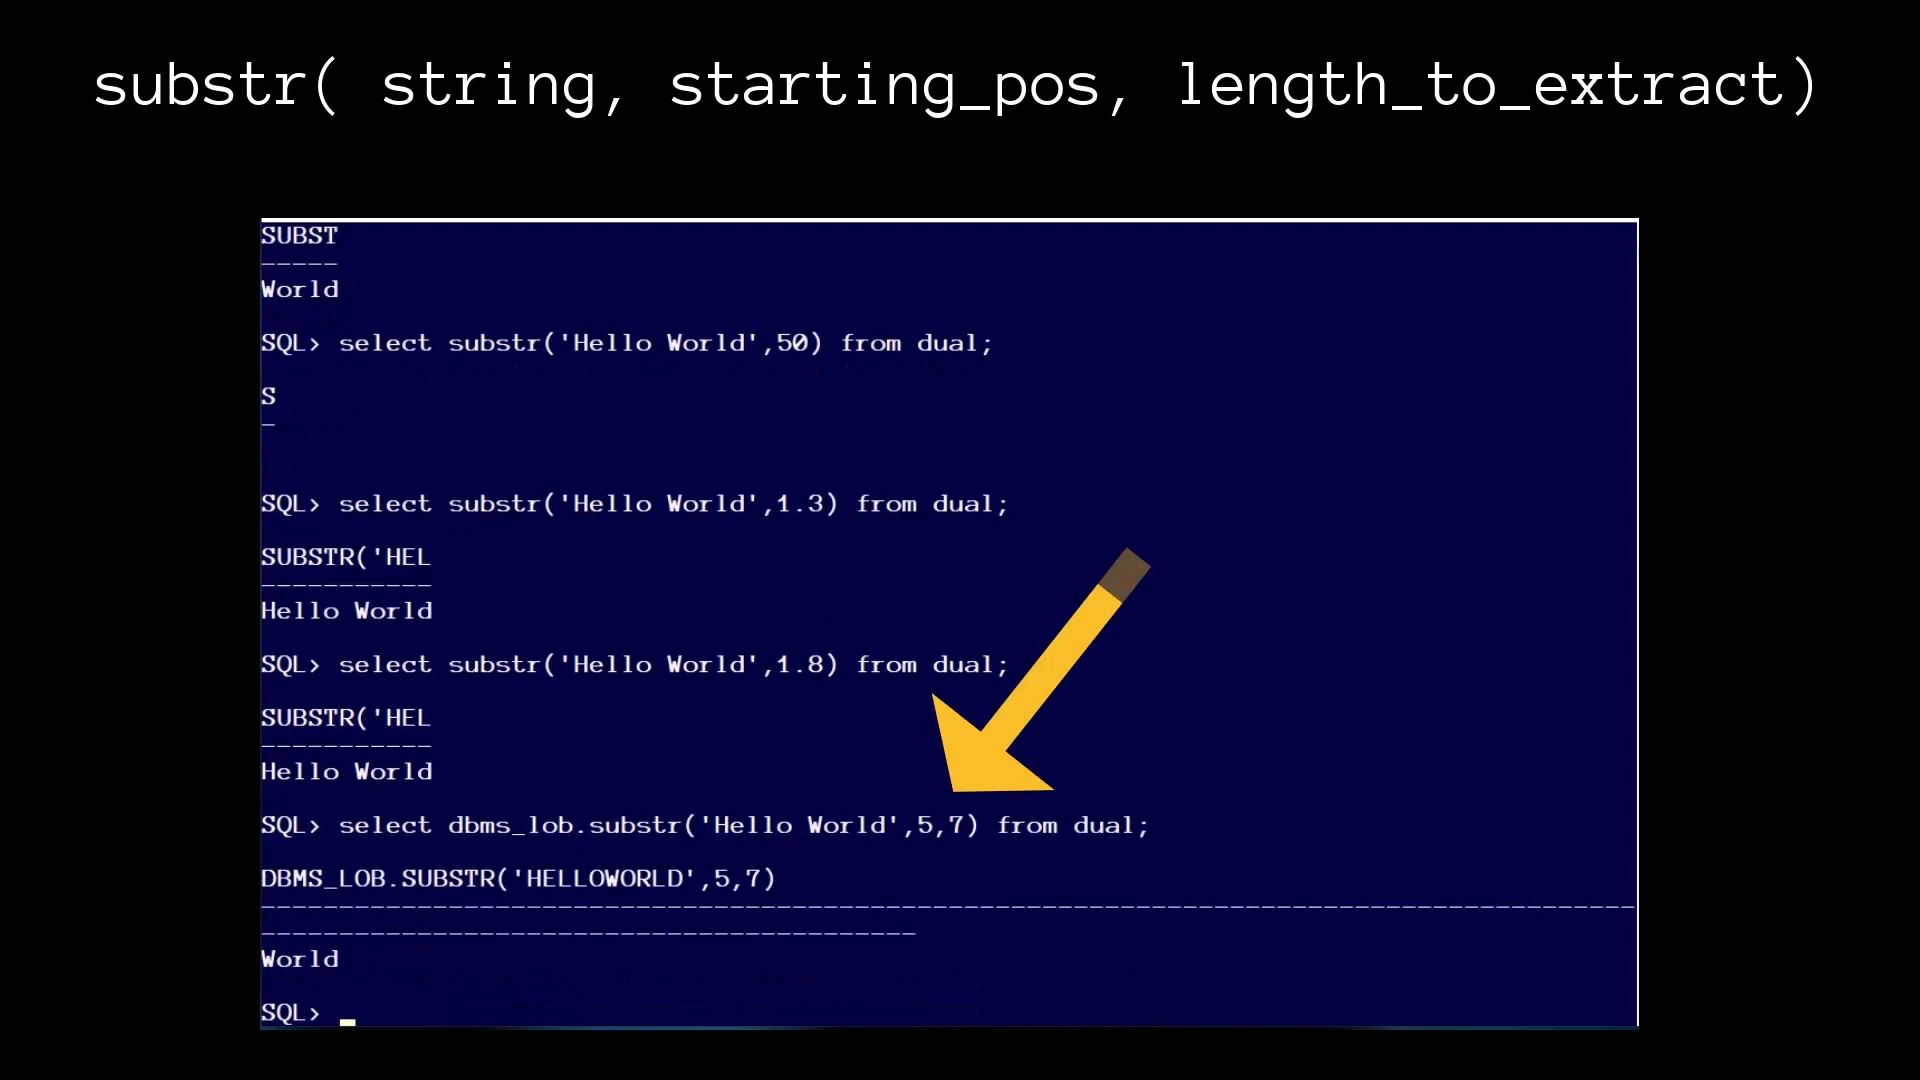 substr( string, starting_pos, length_to_extract)
SUBST
-----
World
SQL> select substr('Hello World',50) from dual;
S
-
SQL> select substr('Hello World',1.3) from dual;
SUBSTR('HEL
-----------
Hello World
SQL> select substr('Hello World',1.8) from dual;
SUBSTR('HEL
-----------
Hello World
SQL> select dbms_lob.substr('Hello World',5,7) from dual;
DBMS_LOB.SUBSTR('HELLOWORLD',5,7)
----------------------------------------------------------------------------------------
------------------------------------------
World
SQL> _